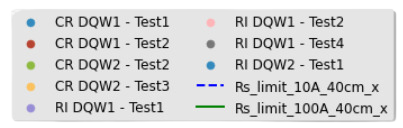 CR DQW1 - Test1
CR DQW1 - Test2
CR DQW2 - Test2
CR DQW2 - Test3
RI DQW1 - Test1
RI DQW1 - Test2
RI DQW1 - Test4
RI DQW2 - Test1
Rs_limit_10A_40cm_x
Rs_limit_100A_40cm_x